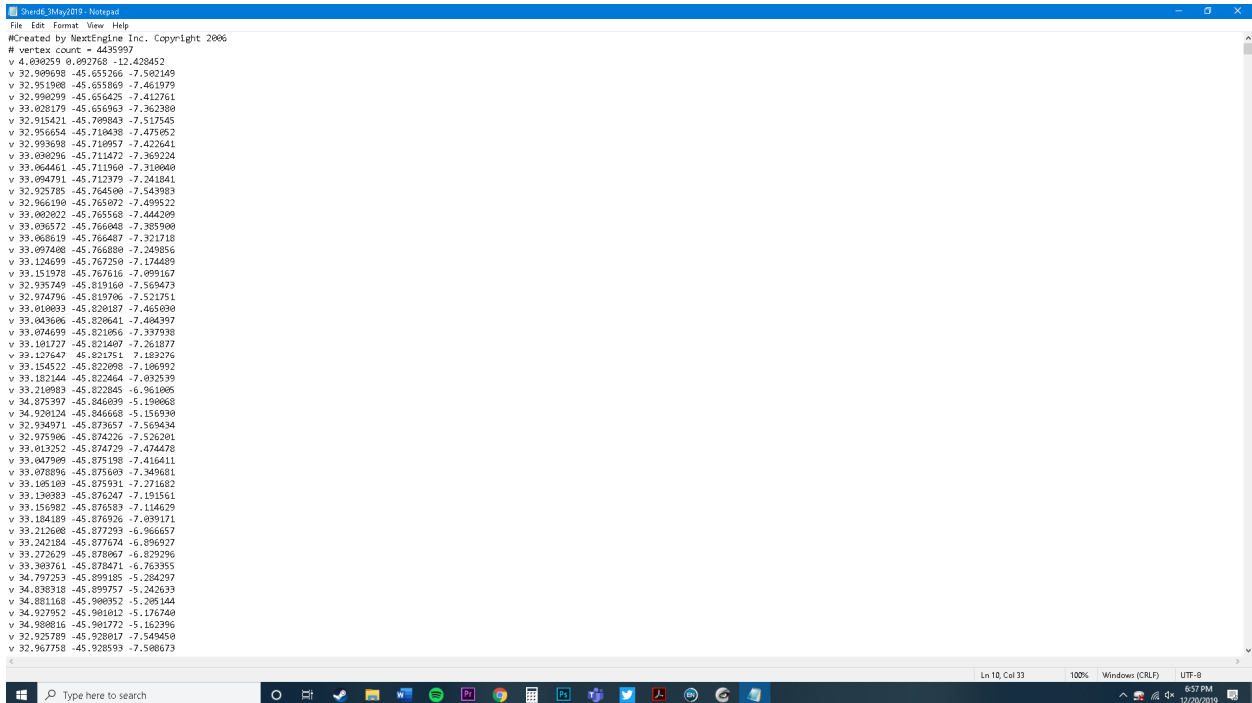 Sherd6_3May2019 - Notepad
File Edit Format View Help
#Created by NextEngine Inc. Copyright 2006
# vertex count = 4435997
v 4.030259 0.092768 -12.428452
v 32.909698 -45.655266 -7.502149
v 32.951908 -45.655869 -7.461979
v 32.990299 -45.656425 -7.412761
v 33.028179 -45.656963 -7.362380
v 32.915421 -45.709843 -7.517545
v 32.956654 -45.710438 -7.475052
v 32.993698 -45.710957 -7.422641
v 33.030296 -45.711472 -7.369224
v 33.064461 -45.711960 -7.310040
v 33.094791 -45.712379 -7.241841
v 32.925785 -45.764500 -7.543983
v 32.966190 -45.765072 -7.499522
v 33.002022 -45.765568 -7.444209
v 33.036572 -45.766048 -7.385900
v 33.068619 -45.766487 -7.321718
v 33.097408 -45.766880 -7.249856
v 33.124699 -45.767250 -7.174489
v 33.151978 -45.767616 -7.099167
v 32.935749 -45.819160 -7.569473
v 32.974796 -45.819706 -7.521751
v 33.010033 -45.820187 -7.465030
v 33.043606 -45.820641 -7.404397
v 33.074699 -45.821056 -7.337938
v 33.101727 -45.821407 -7.261877
v 33.127647 -45.821751 -7.183276
v 33.154522 -45.822098 -7.106992
v 33.182144 -45.822464 -7.032539
v 33.210983 -45.822845 -6.961005
v 34.875397 -45.846039 -5.190068
v 34.920124 -45.846668 -5.156930
v 32.934971 -45.873657 -7.569434
v 32.975906 -45.874226 -7.526201
v 33.013252 -45.874729 -7.474478
v 33.047909 -45.875198 -7.416411
v 33.078896 -45.875603 -7.349681
v 33.105103 -45.875931 -7.271682
v 33.130383 -45.876247 -7.191561
v 33.156982 -45.876583 -7.114629
v 33.184189 -45.876926 -7.039171
v 33.212608 -45.877293 -6.966657
v 33.242184 -45.877674 -6.896927
v 33.272629 -45.878067 -6.829296
v 33.303761 -45.878471 -6.763355
v 34.797253 -45.899185 -5.284297
v 34.838318 -45.899757 -5.242633
v 34.881168 -45.900352 -5.205144
v 34.927952 -45.901012 -5.176740
v 34.980816 -45.901772 -5.162396
v 32.925789 -45.928017 -7.549450
v 32.967758 -45.928593 -7.508673
Ln 10, Col 33 100% Windows (CRLF) UTF-8
Type here to search
W Pr Ps EN
6:57 PM
12/20/2019